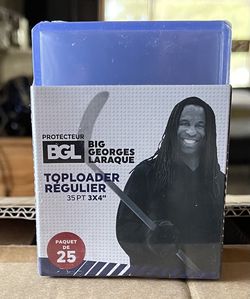 PROTECTEUR
BGL
BIG
GEORGES
LARAQUE
TOPLOADER
RÉGULIER
35 PT 3X4"
PAQUET
DE
25